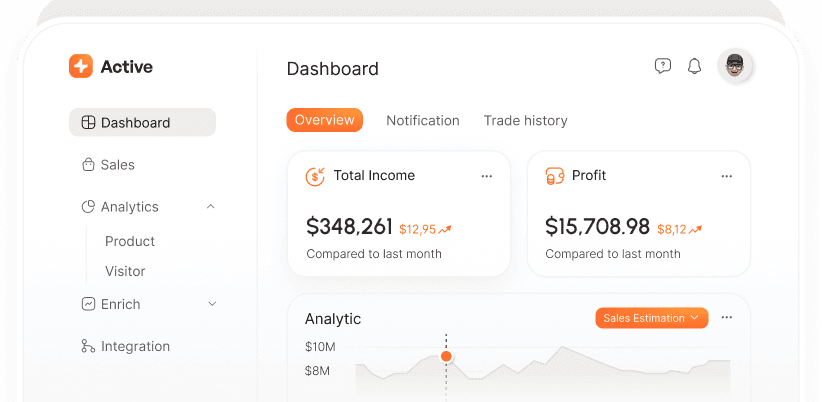 Active
Dashboard
Sales
Analytics
Product
Visitor
Enrich
Integration
Dashboard
Overview Notification Trade history
Total Income
$348,261 $12,95
Compared to last month
Profit
$15,708.98 $8,12
Compared to last month
Analytic
Sales Estimation
$10M
$8M